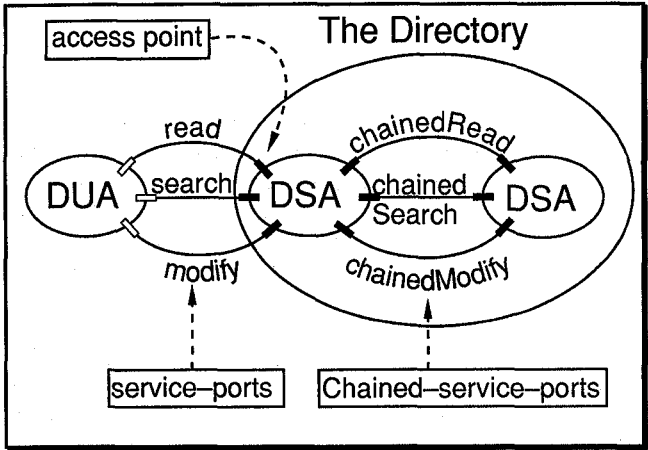 The Directory
access point
read
chainedRead
DUA
search
DSA
chained
Search
DSA
modify
chainedModify
service–ports
Chained–service–ports